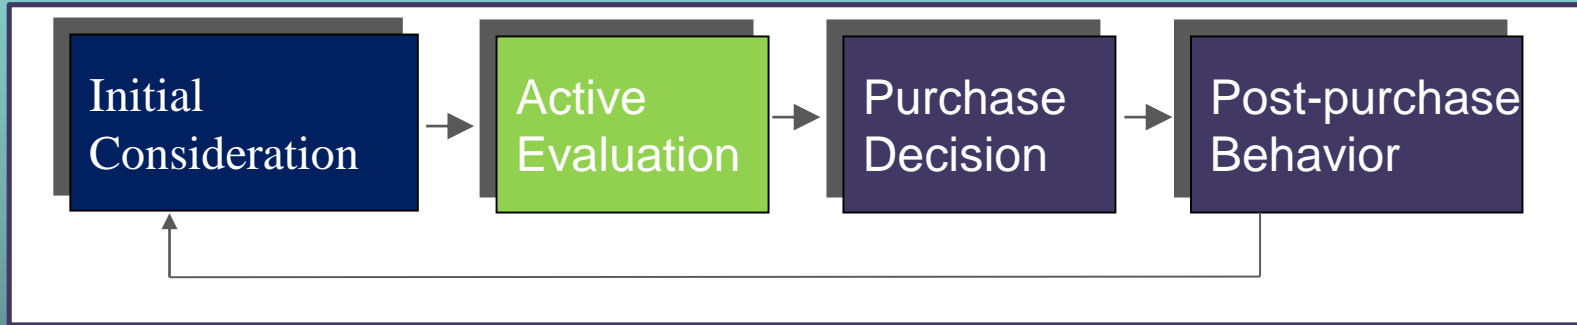 Initial
Consideration
Active
Evaluation
Purchase
Decision
Post-purchase
Behavior